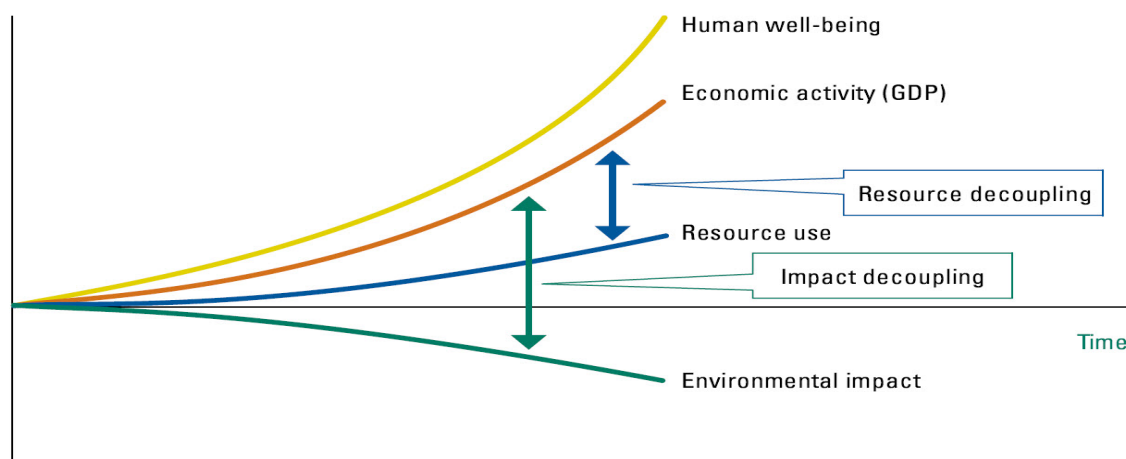 Human well-being
Economic activity (GDP)
Resource decoupling
Resource use
Impact decoupling
Time
Environmental impact